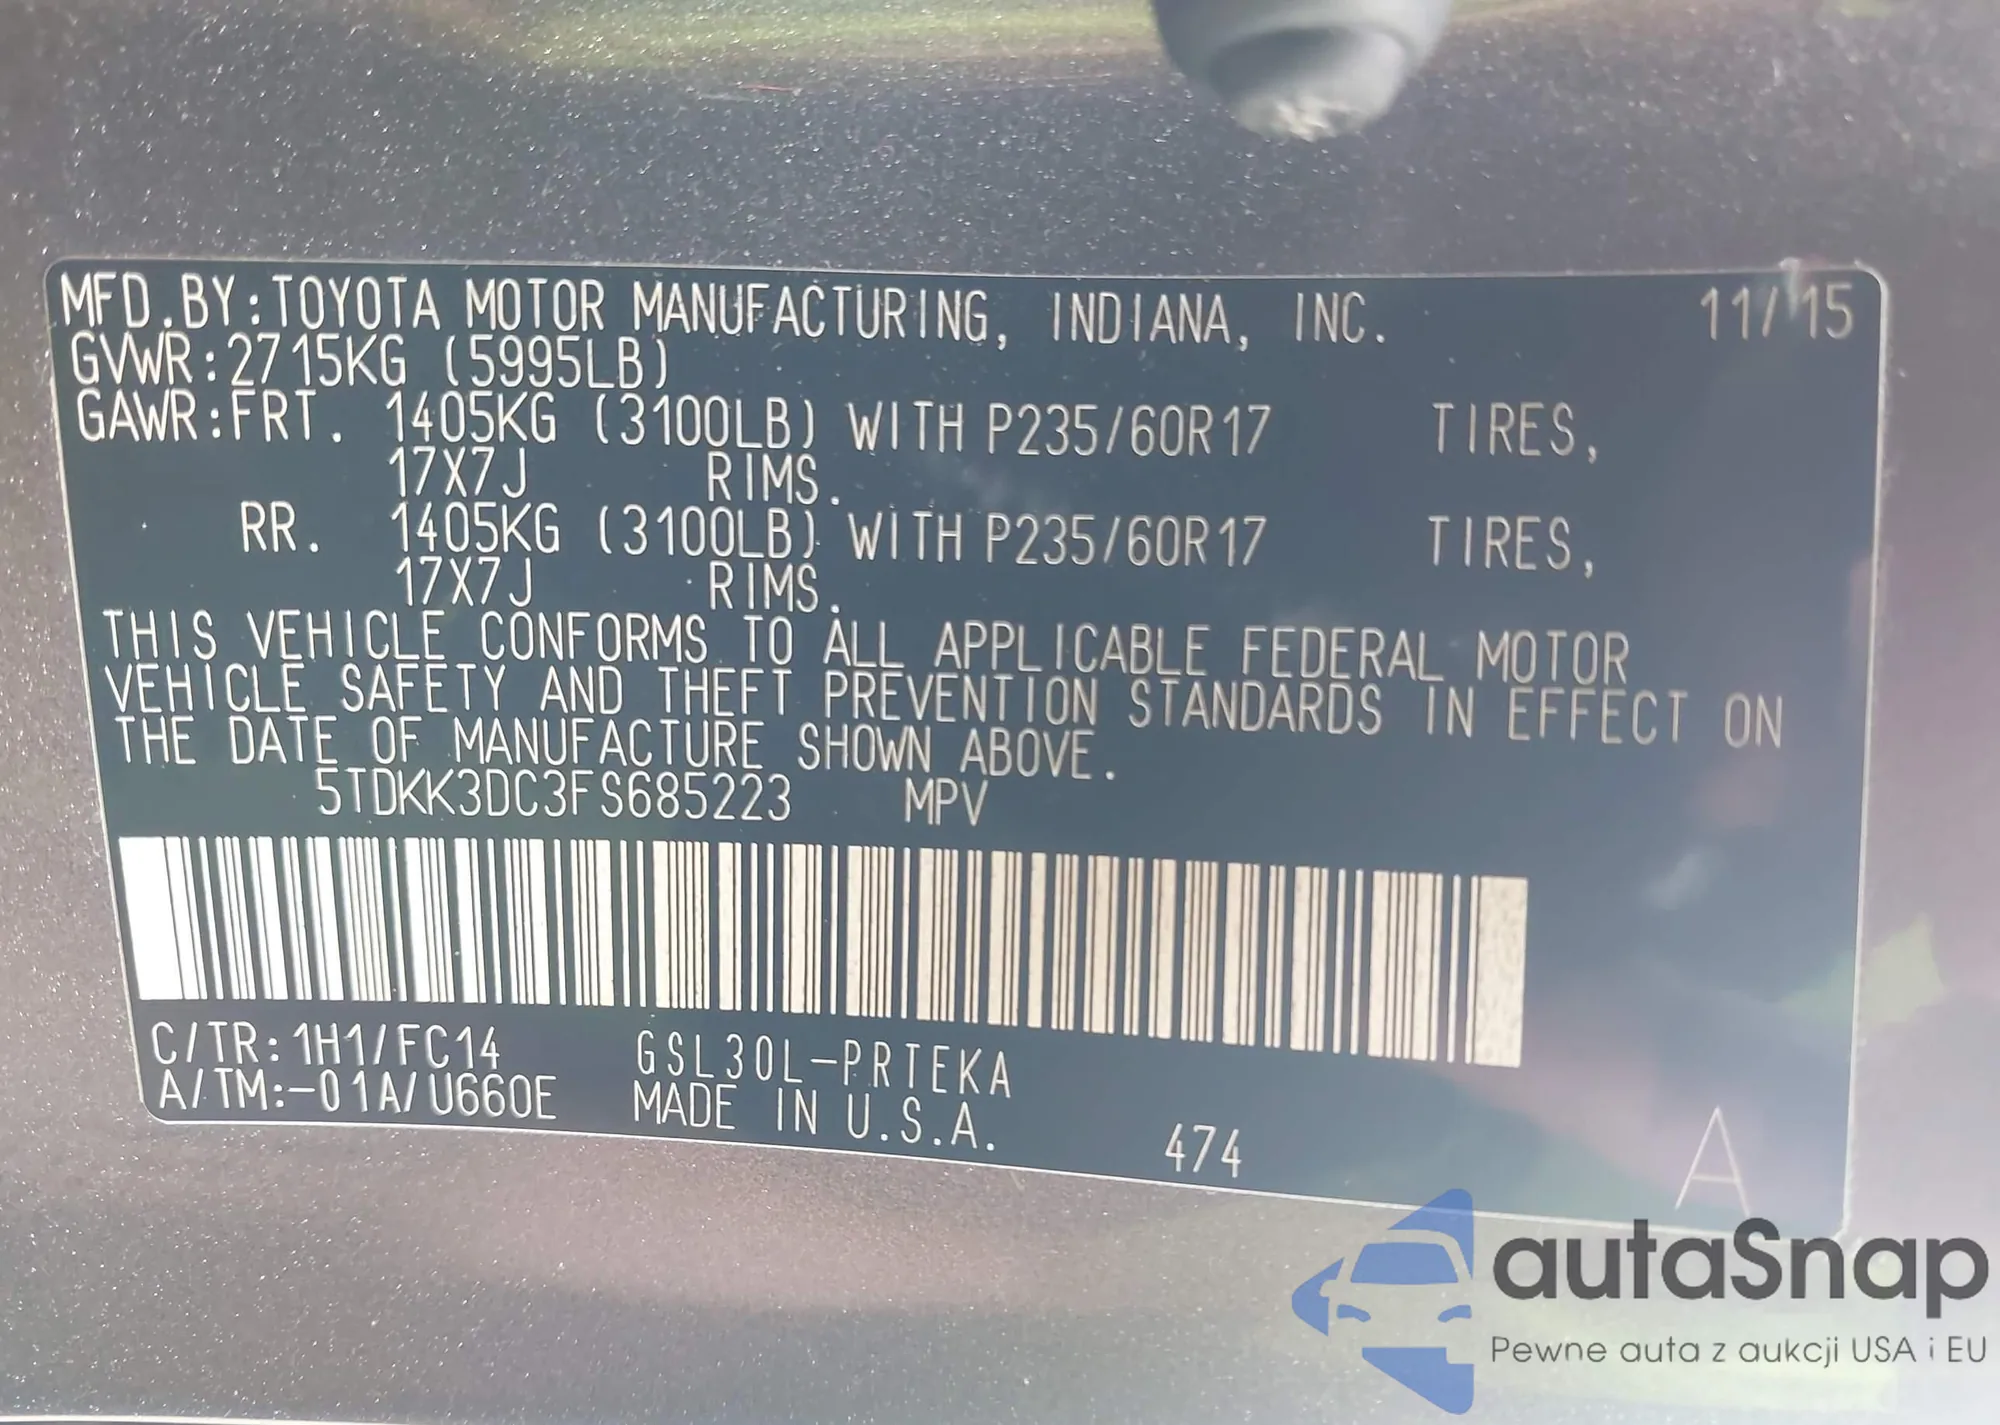 MFD.BY:TOYOTA MOTOR MANUFACTURING, INDIANA, INC. 11/15
GVWR:2715KG (5995LB)
GAWR:FRT. 1405KG (3100LB) WITH P235/60R17 TIRES,
17X7J RIMS.
RR. 1405KG (3100LB) WITH P235/60R17 TIRES,
17X7J RIMS.
THIS VEHICLE CONFORMS TO ALL APPLICABLE FEDERAL MOTOR
VEHICLE SAFETY AND THEFT PREVENTION STANDARDS IN EFFECT ON
THE DATE OF MANUFACTURE SHOWN ABOVE.
5TDKK3DC3FS685223 MPV
C/TR:1H1/FC14 GSL30L-PRTEKA
A/TM:-01A/U660E MADE IN U.S.A. 474 A
autaSnap
Pewne auta z aukcji USA i EU